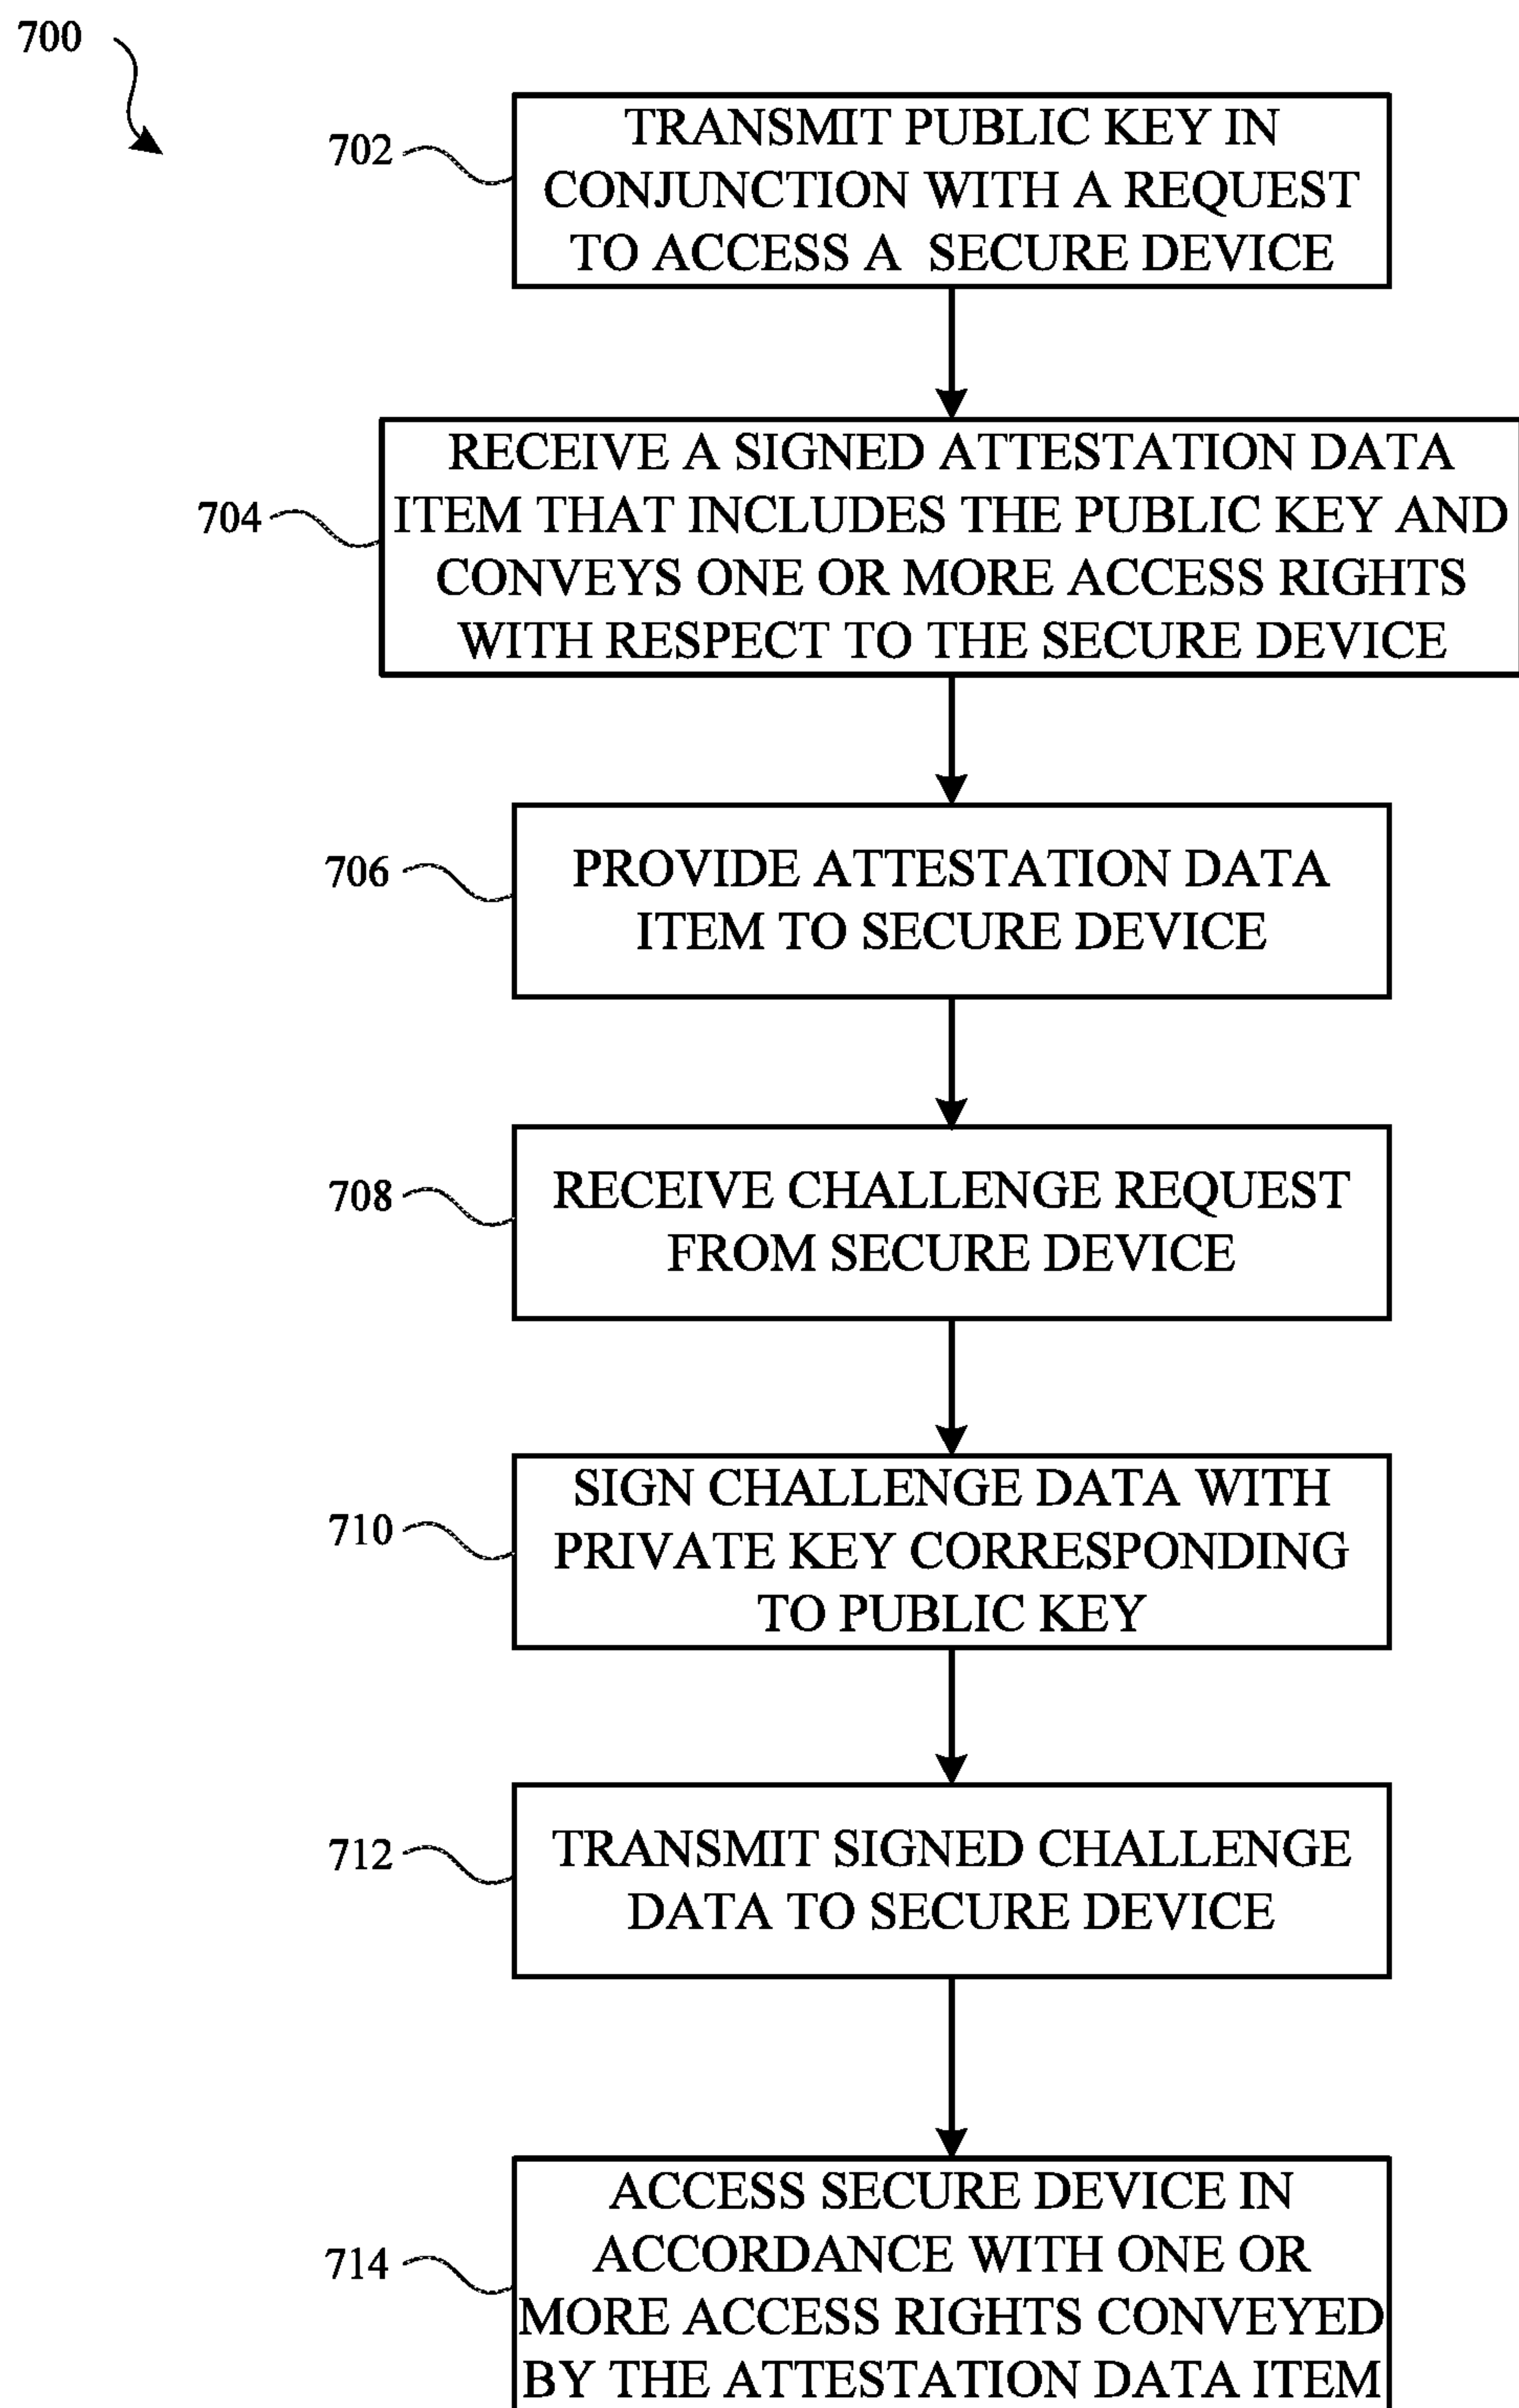 700
702
TRANSMIT PUBLIC KEY IN
CONJUNCTION WITH A REQUEST
TO ACCESS A SECURE DEVICE
704
RECEIVE A SIGNED ATTESTATION DATA
ITEM THAT INCLUDES THE PUBLIC KEY AND
CONVEYS ONE OR MORE ACCESS RIGHTS
WITH RESPECT TO THE SECURE DEVICE
706
PROVIDE ATTESTATION DATA
ITEM TO SECURE DEVICE
708
RECEIVE CHALLENGE REQUEST
FROM SECURE DEVICE
710
SIGN CHALLENGE DATA WITH
PRIVATE KEY CORRESPONDING
TO PUBLIC KEY
712
TRANSMIT SIGNED CHALLENGE
DATA TO SECURE DEVICE
714
ACCESS SECURE DEVICE IN
ACCORDANCE WITH ONE OR
MORE ACCESS RIGHTS CONVEYED
BY THE ATTESTATION DATA ITEM